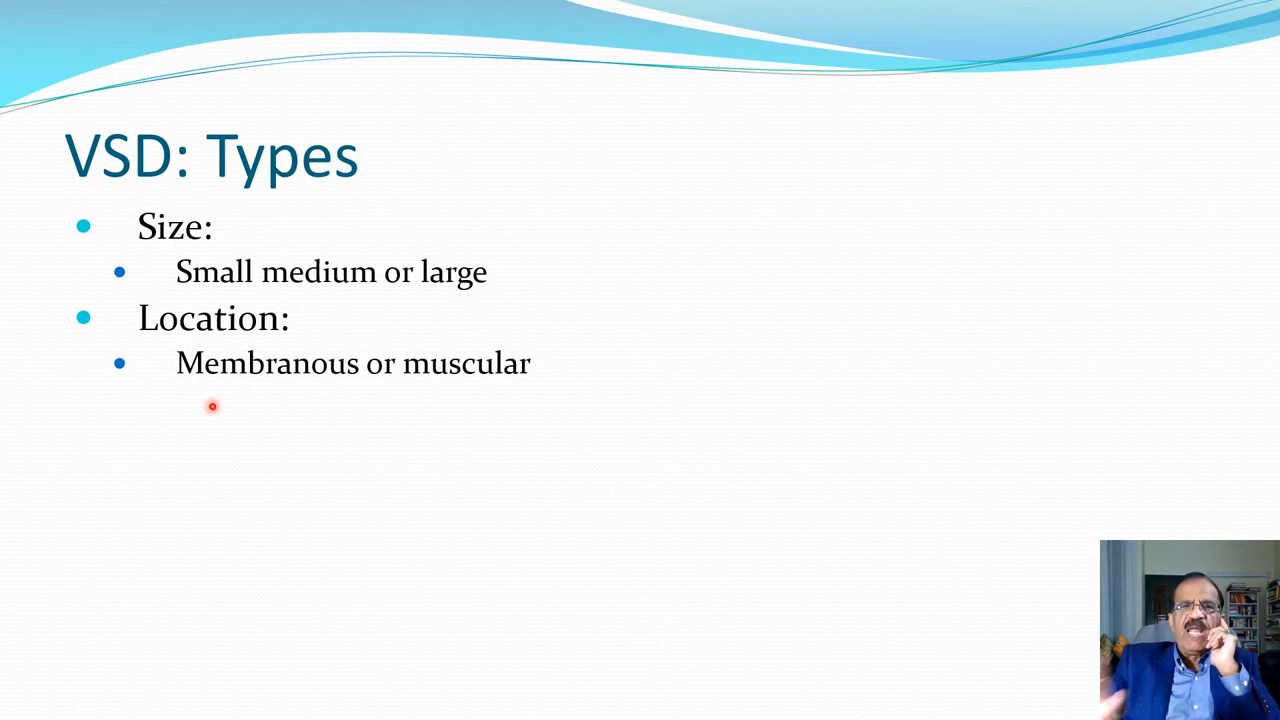 VSD: Types
Size:
Small medium or large
Location:
Membranous or muscular